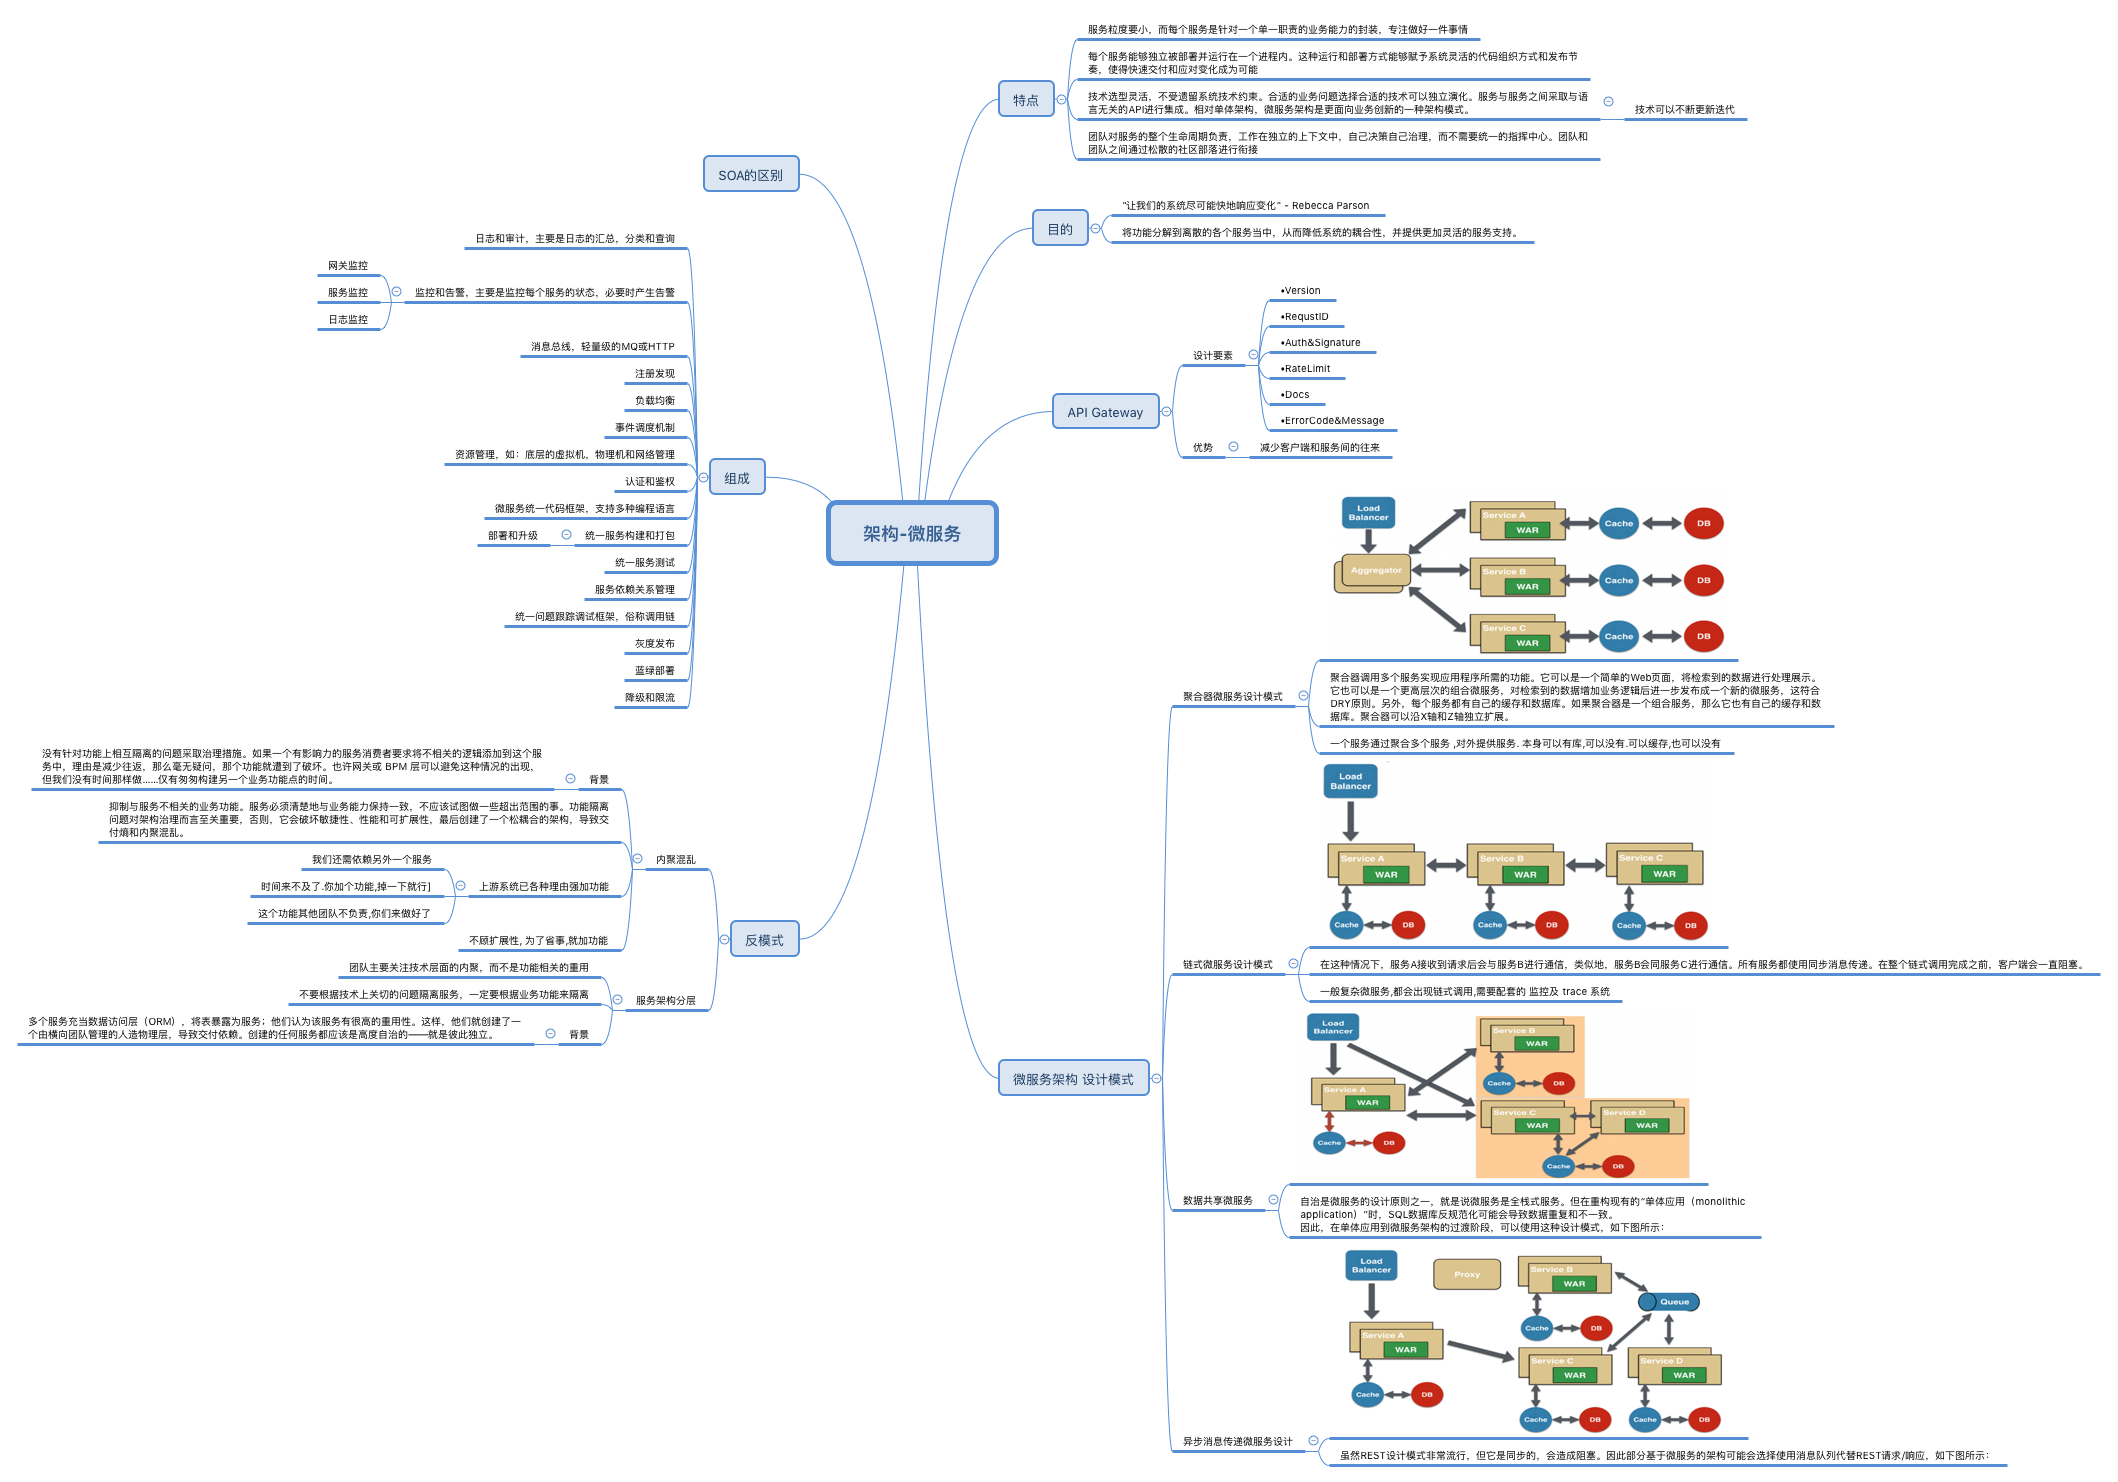 架构-微服务
特点
服务粒度要小，而每个服务是针对一个单一职责的业务能力的封装，专注做好一件事情
每个服务能够独立被部署并运行在一个进程内。这种运行和部署方式能够赋予系统灵活的代码组织方式和发布节
奏，使得快速交付和应对变化成为可能
技术选型灵活，不受遗留系统技术约束。合适的业务问题选择合适的技术可以独立演化。服务与服务之间采取与语
言无关的API进行集成。相对单体架构，微服务架构是更面向业务创新的一种架构模式。
技术可以不断更新迭代
团队对服务的整个生命周期负责，工作在独立的上下文中，自己决策自己治理，而不需要统一的指挥中心。团队和
团队之间通过松散的社区部落进行衔接
目的
"让我们的系统尽可能快地响应变化" - Rebecca Parson
将功能分解到离散的各个服务当中，从而降低系统的耦合性，并提供更加灵活的服务支持。
API Gateway
设计要素
•Version
•RequstID
•Auth&Signature
•RateLimit
•Docs
•ErrorCode&Message
优势
减少客户端和服务间的往来
微服务架构 设计模式
聚合器微服务设计模式
Load
Balancer
Aggregator
Service A
WAR
Cache
DB
Service B
WAR
Cache
DB
Service C
WAR
Cache
DB
聚合器调用多个服务实现应用程序所需的功能。它可以是一个简单的Web页面，将检索到的数据进行处理展示。
它也可以是一个更高层次的组合微服务，对检索到的数据增加业务逻辑后进一步发布成一个新的微服务，这符合
DRY原则。另外，每个服务都有自己的缓存和数据库。如果聚合器是一个组合服务，那么它也有自己的缓存和数
据库。聚合器可以沿X轴和Z轴独立扩展。
一个服务通过聚合多个服务 ,对外提供服务. 本身可以有库,可以没有.可以缓存,也可以没有
链式微服务设计模式
Load
Balancer
Service A
WAR
Service B
WAR
Service C
WAR
Cache
DB
Cache
DB
Cache
DB
在这种情况下，服务A接收到请求后会与服务B进行通信，类似地，服务B会同服务C进行通信。所有服务都使用同步消息传递。在整个链式调用完成之前，客户端会一直阻塞。
一般复杂微服务,都会出现链式调用,需要配套的 监控及 trace 系统
数据共享微服务
Load
Balancer
Service B
WAR
Cache
DB
Service A
WAR
Cache
DB
Service C
WAR
Service D
WAR
Cache
DB
自治是微服务的设计原则之一，就是说微服务是全栈式服务。但在重构现有的“单体应用（monolithic
application）”时，SQL数据库反规范化可能会导致数据重复和不一致。
因此，在单体应用到微服务架构的过渡阶段，可以使用这种设计模式，如下图所示：
异步消息传递微服务设计
Load
Balancer
Proxy
Service B
WAR
Queue
Cache
DB
Service A
WAR
Cache
DB
Service C
WAR
Service D
WAR
Cache
DB
Cache
DB
虽然REST设计模式非常流行，但它是同步的，会造成阻塞。因此部分基于微服务的架构可能会选择使用消息队列代替REST请求/响应，如下图所示：
SOA的区别
组成
日志和审计，主要是日志的汇总，分类和查询
监控和告警，主要是监控每个服务的状态，必要时产生告警
网关监控
服务监控
日志监控
消息总线，轻量级的MQ或HTTP
注册发现
负载均衡
事件调度机制
资源管理，如：底层的虚拟机，物理机和网络管理
认证和鉴权
微服务统一代码框架，支持多种编程语言
统一服务构建和打包
部署和升级
统一服务测试
服务依赖关系管理
统一问题跟踪调试框架，俗称调用链
灰度发布
蓝绿部署
降级和限流
反模式
内聚混乱
背景
没有针对功能上相互隔离的问题采取治理措施。如果一个有影响力的服务消费者要求将不相关的逻辑添加到这个服
务中，理由是减少往返，那么毫无疑问，那个功能就遭到了破坏。也许网关或 BPM 层可以避免这种情况的出现，
但我们没有时间那样做……仅有匆匆构建另一个业务功能点的时间。
抑制与服务不相关的业务功能。服务必须清楚地与业务能力保持一致，不应该试图做一些超出范围的事。功能隔离
问题对架构治理而言至关重要，否则，它会破坏敏捷性、性能和可扩展性，最后创建了一个松耦合的架构，导致交
付熵和内聚混乱。
上游系统已各种理由强加功能
我们还需依赖另外一个服务
时间来不及了.你加个功能,掉一下就行]
这个功能其他团队不负责,你们来做好了
不顾扩展性, 为了省事,就加功能
服务架构分层
团队主要关注技术层面的内聚，而不是功能相关的重用
不要根据技术上关切的问题隔离服务，一定要根据业务功能来隔离
背景
多个服务充当数据访问层（ORM），将表暴露为服务；他们认为该服务有很高的重用性。这样，他们就创建了一
个由横向团队管理的人造物理层，导致交付依赖。创建的任何服务都应该是高度自治的——就是彼此独立。